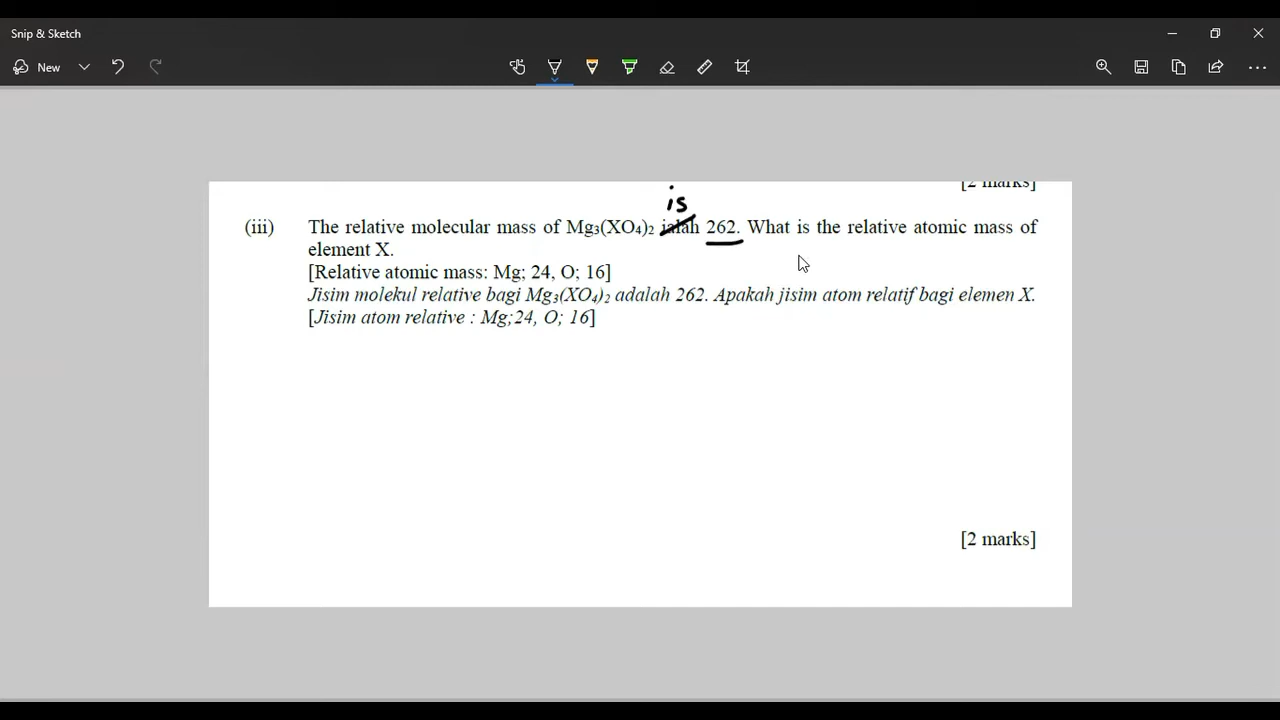 Snip & Sketch
New
[2 marks]
is
(iii) The relative molecular mass of Mg₃(XO₄)₂ ialah 262. What is the relative atomic mass of
element X.
[Relative atomic mass: Mg; 24, O; 16]
Jisim molekul relative bagi Mg₃(XO₄)₂ adalah 262. Apakah jisim atom relatif bagi elemen X.
[Jisim atom relative : Mg;24, O; 16]
[2 marks]